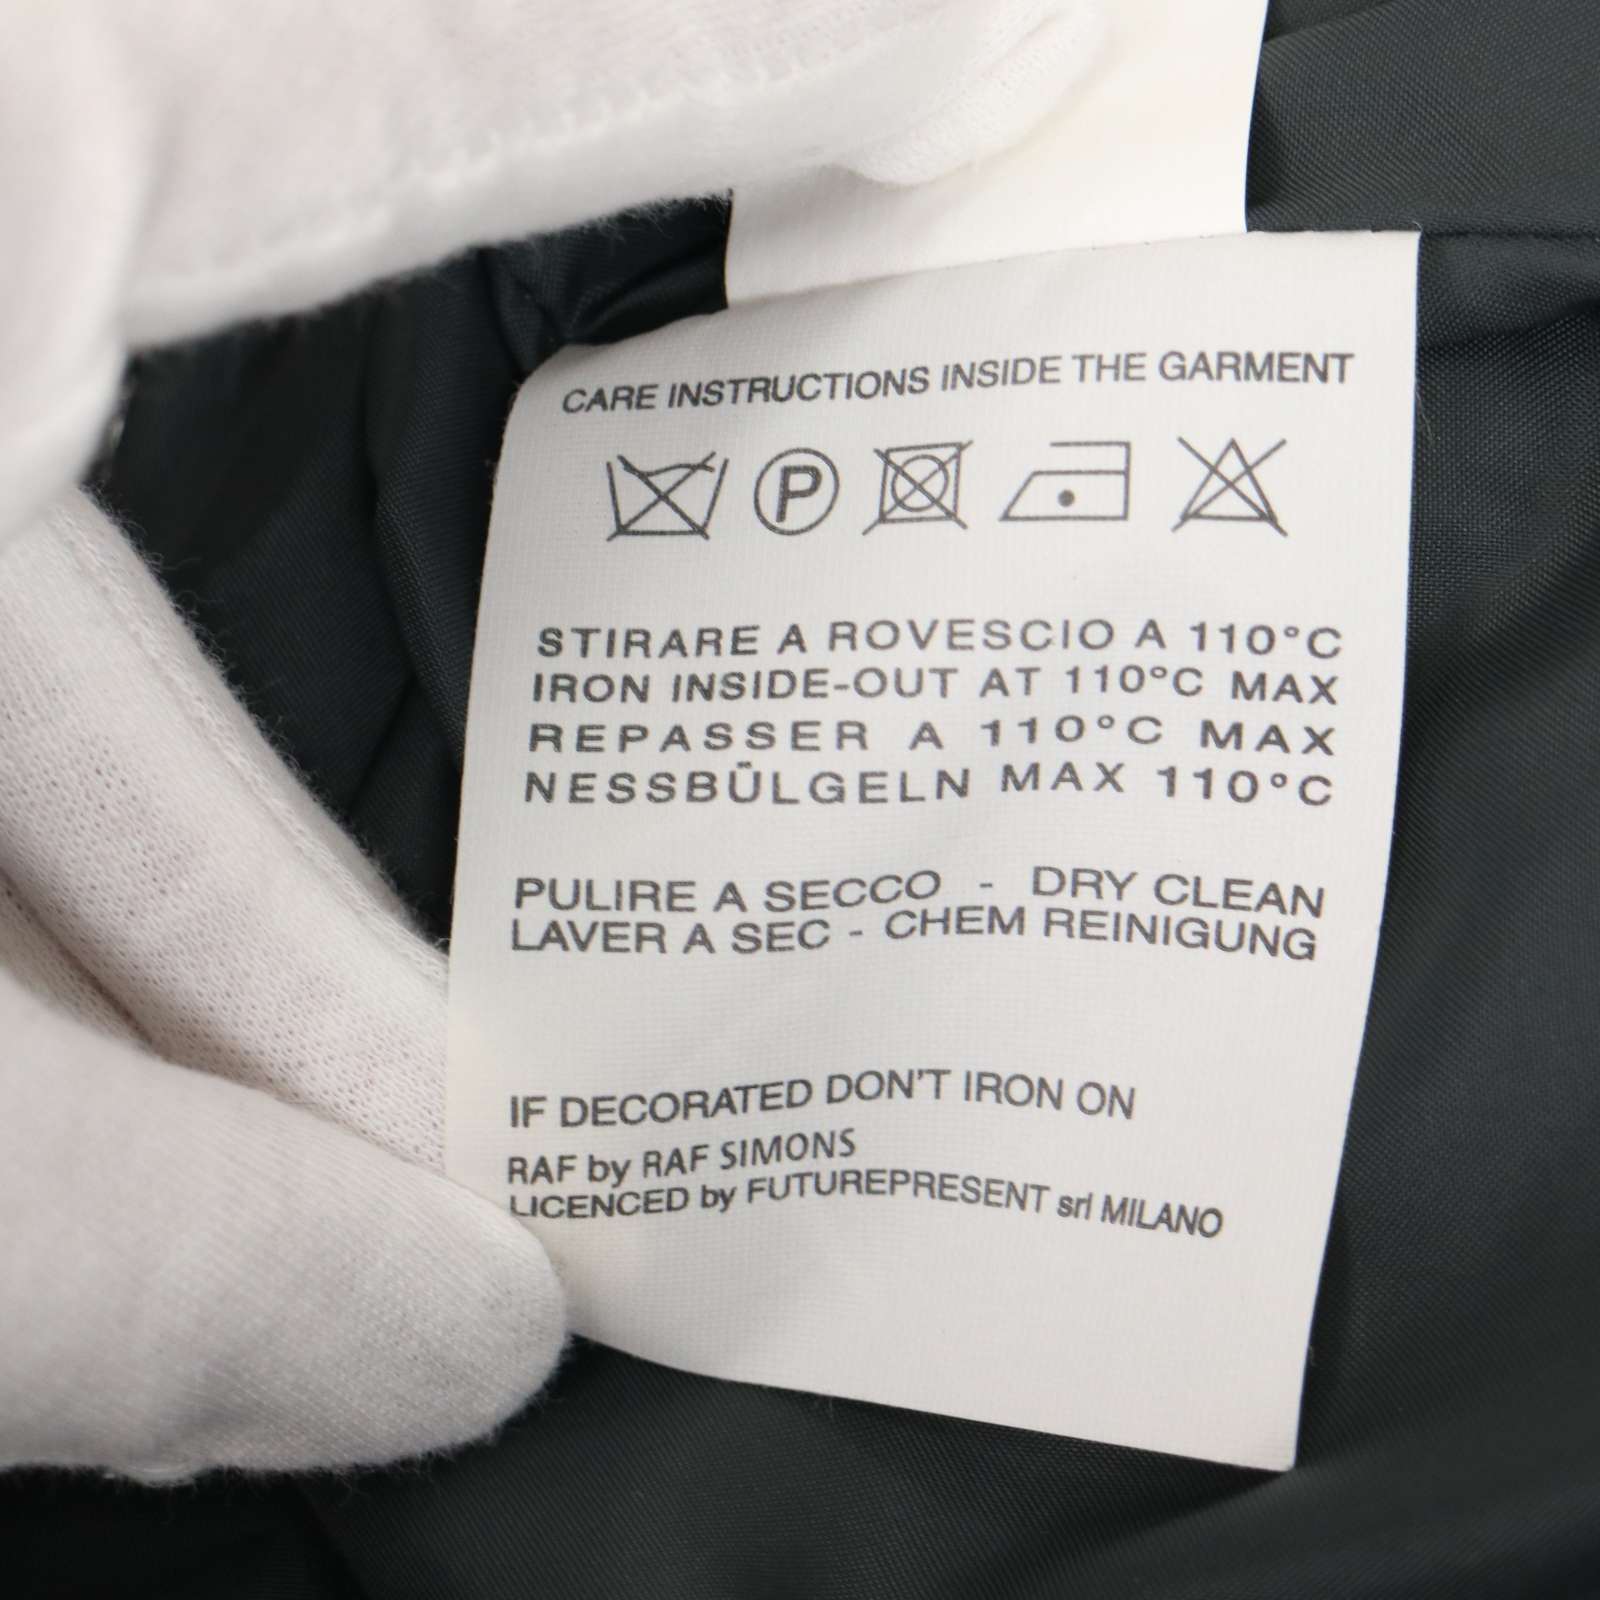 CARE INSTRUCTIONS INSIDE THE GARMENT
P
STIRARE A ROVESCIO A 110°C
IRON INSIDE-OUT AT 110°C MAX
REPASSER A 110°C MAX
NESSBÜLGELN MAX 110°C
PULIRE A SECCO - DRY CLEAN
LAVER A SEC - CHEM REINIGUNG
IF DECORATED DON'T IRON ON
RAF by RAF SIMONS
LICENCED by FUTUREPRESENT srl MILANO